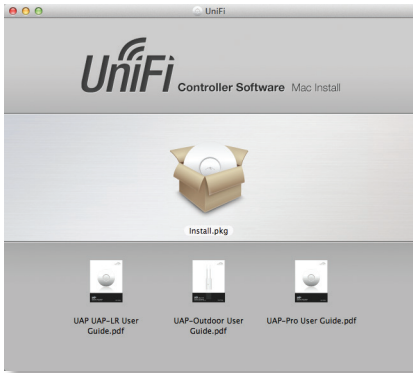 UniFi
UniFi
Controller Software Mac Install
Install.pkg
UAP UAP-LR User
Guide.pdf
UAP-Outdoor User
Guide.pdf
UAP-Pro User Guide.pdf